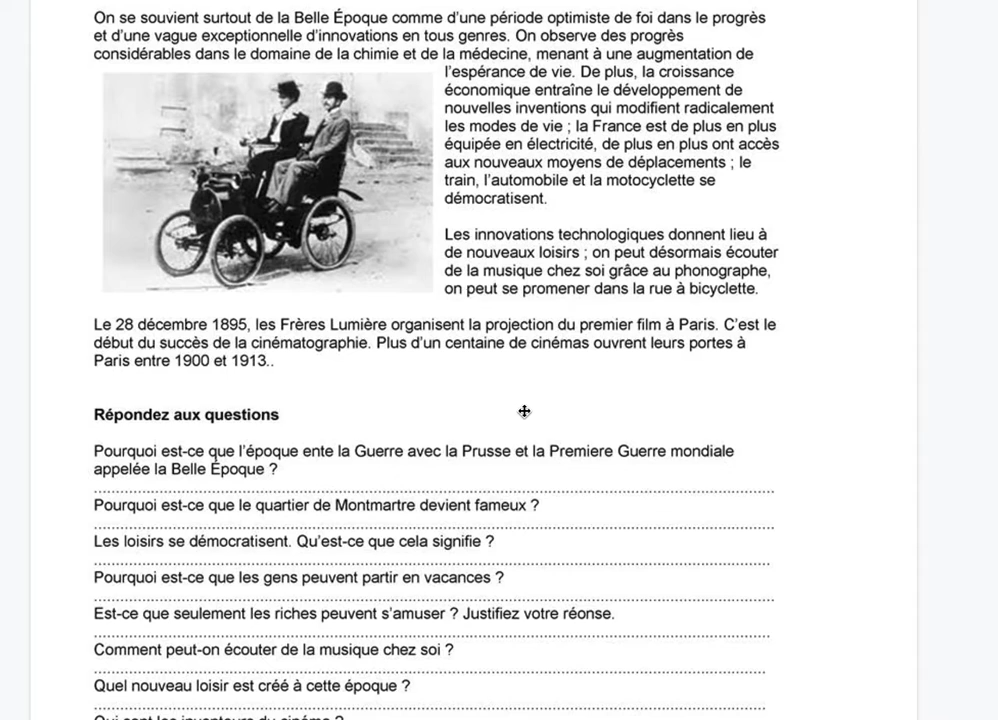 On se souvient surtout de la Belle Époque comme d’une période optimiste de foi dans le progrès
et d’une vague exceptionnelle d’innovations en tous genres. On observe des progrès
considérables dans le domaine de la chimie et de la médecine, menant à une augmentation de
l’espérance de vie. De plus, la croissance
économique entraîne le développement de
nouvelles inventions qui modifient radicalement
les modes de vie ; la France est de plus en plus
équipée en électricité, de plus en plus ont accès
aux nouveaux moyens de déplacements ; le
train, l’automobile et la motocyclette se
démocratisent.
Les innovations technologiques donnent lieu à
de nouveaux loisirs ; on peut désormais écouter
de la musique chez soi grâce au phonographe,
on peut se promener dans la rue à bicyclette.
Le 28 décembre 1895, les Frères Lumière organisent la projection du premier film à Paris. C’est le
début du succès de la cinématographie. Plus d’un centaine de cinémas ouvrent leurs portes à
Paris entre 1900 et 1913..
Répondez aux questions
Pourquoi est-ce que l’époque ente la Guerre avec la Prusse et la Premiere Guerre mondiale
appelée la Belle Époque ?
Pourquoi est-ce que le quartier de Montmartre devient fameux ?
Les loisirs se démocratisent. Qu’est-ce que cela signifie ?
Pourquoi est-ce que les gens peuvent partir en vacances ?
Est-ce que seulement les riches peuvent s’amuser ? Justifiez votre réonse.
Comment peut-on écouter de la musique chez soi ?
Quel nouveau loisir est créé à cette époque ?
Qui sont les inventeurs du cinéma ?